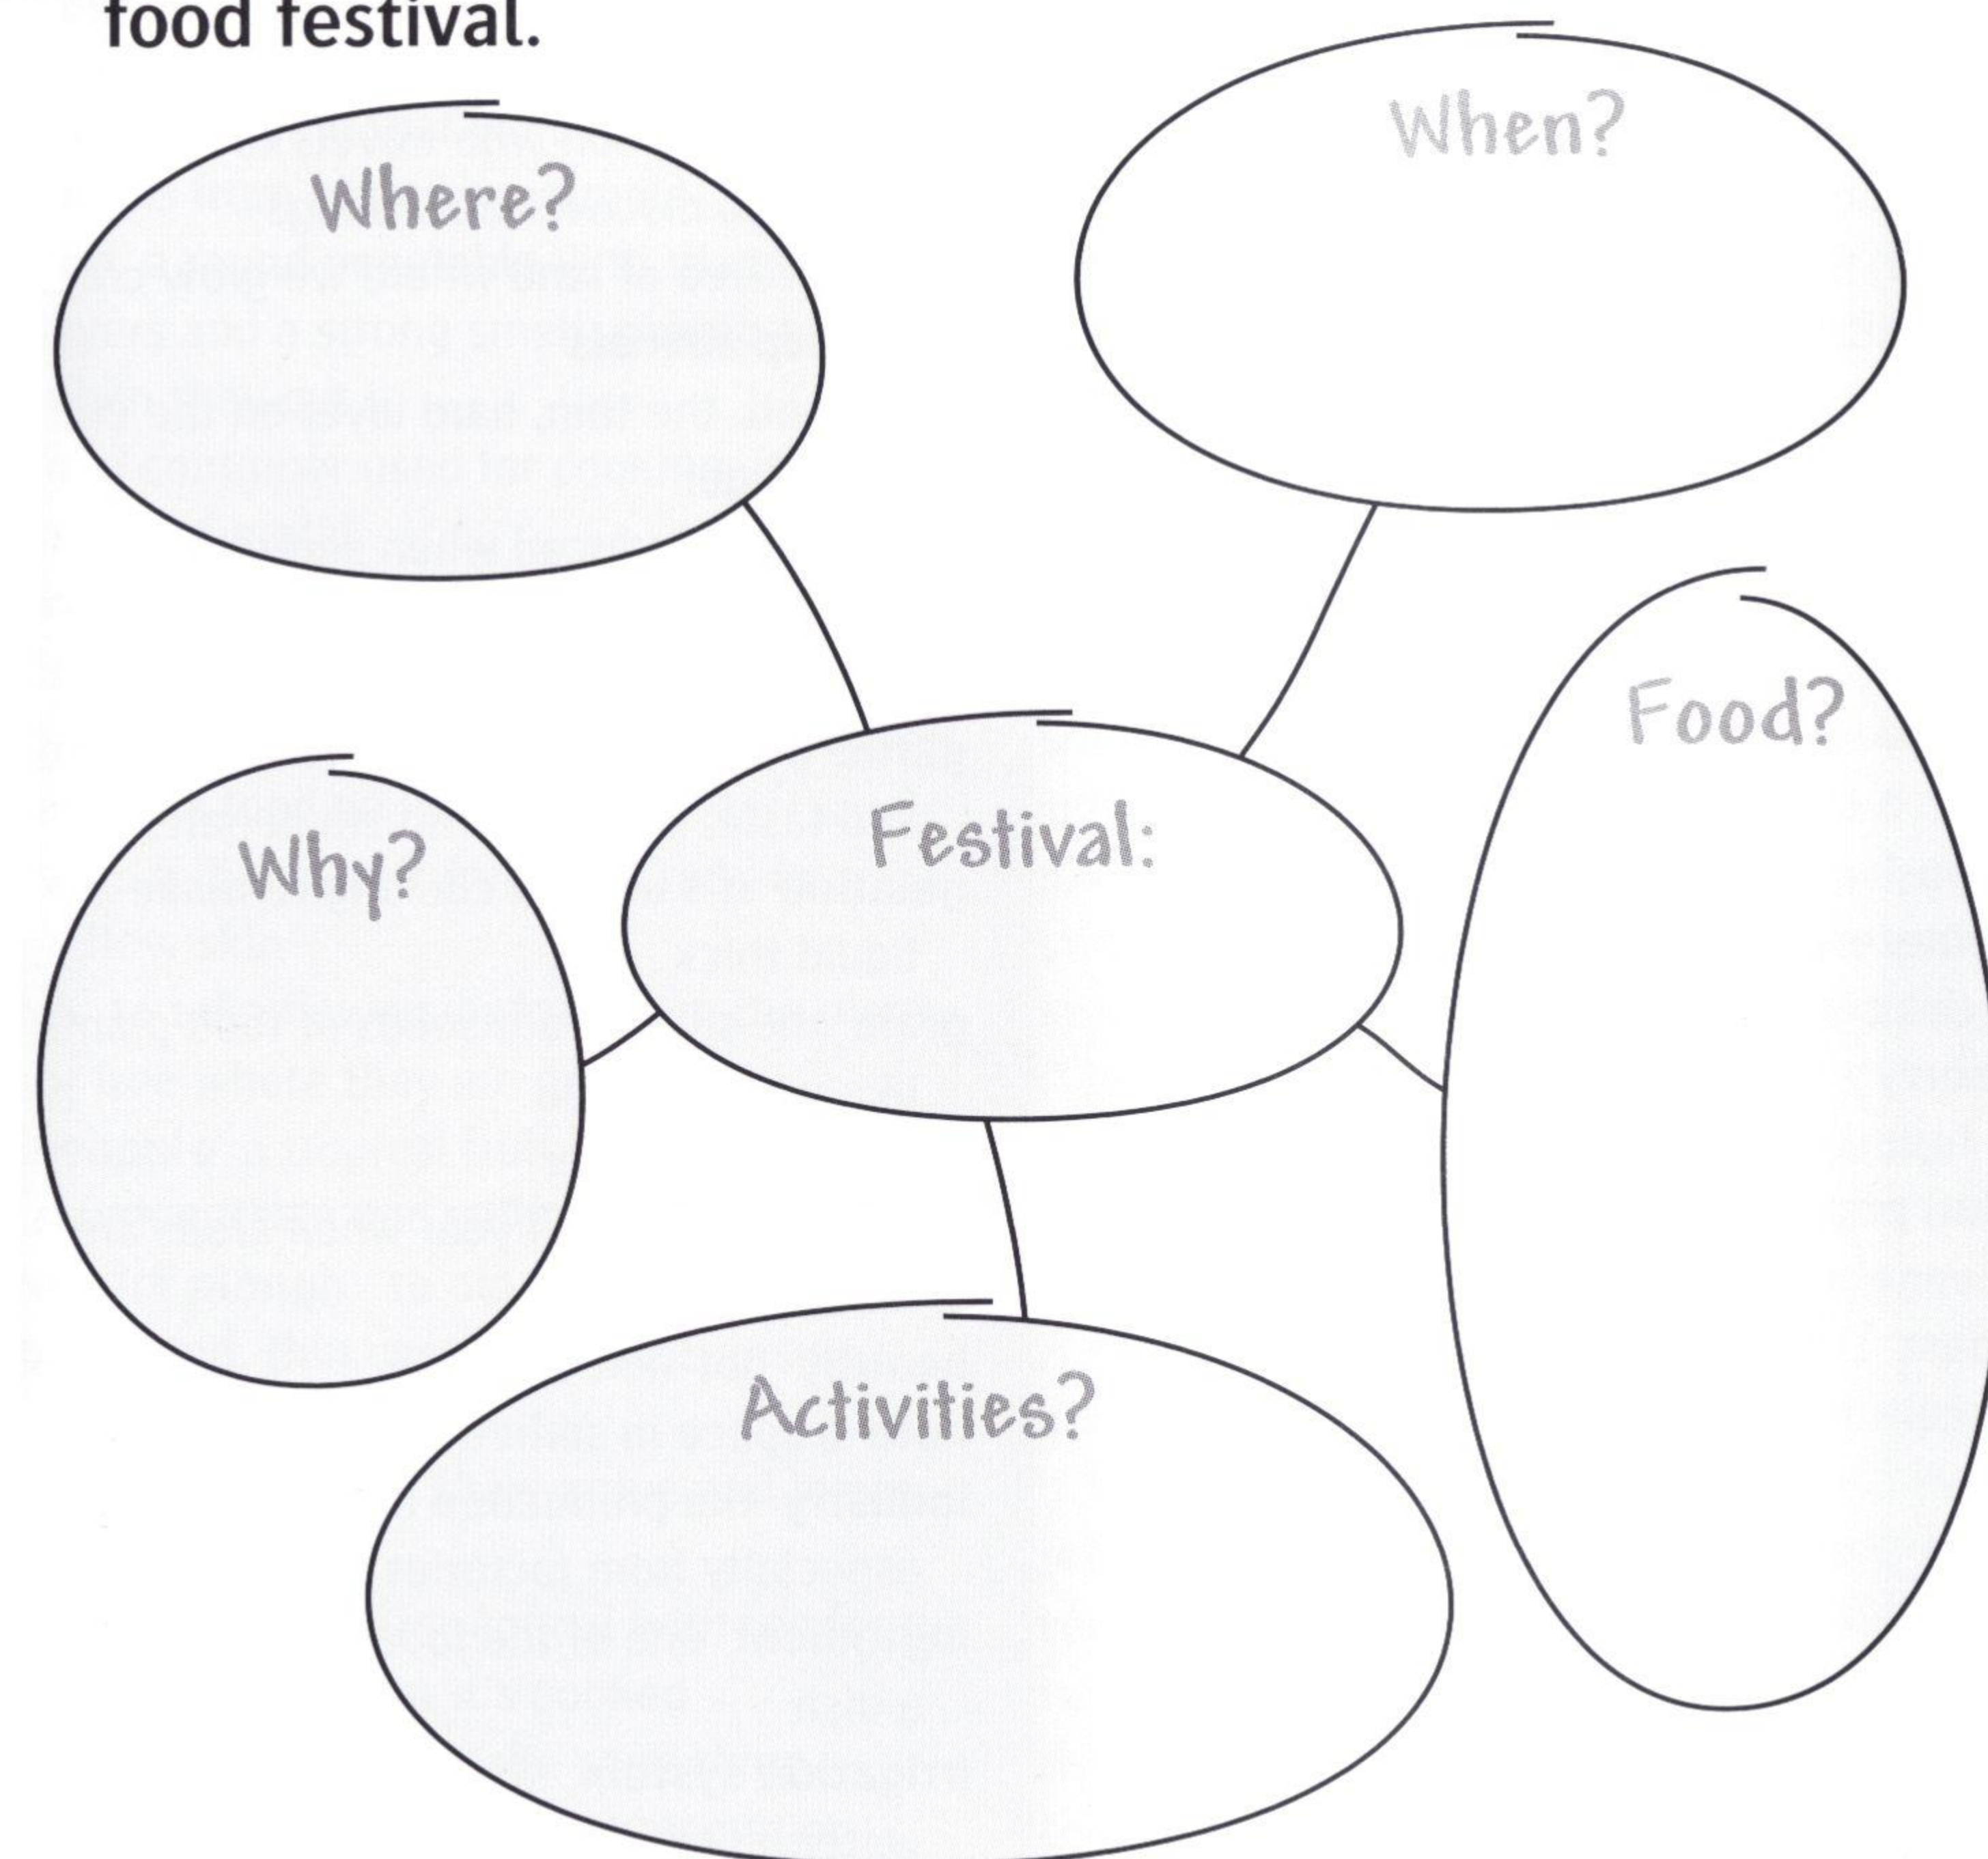 food festival.
When?
Where?
Food?
Festival:
Why?
Activities?